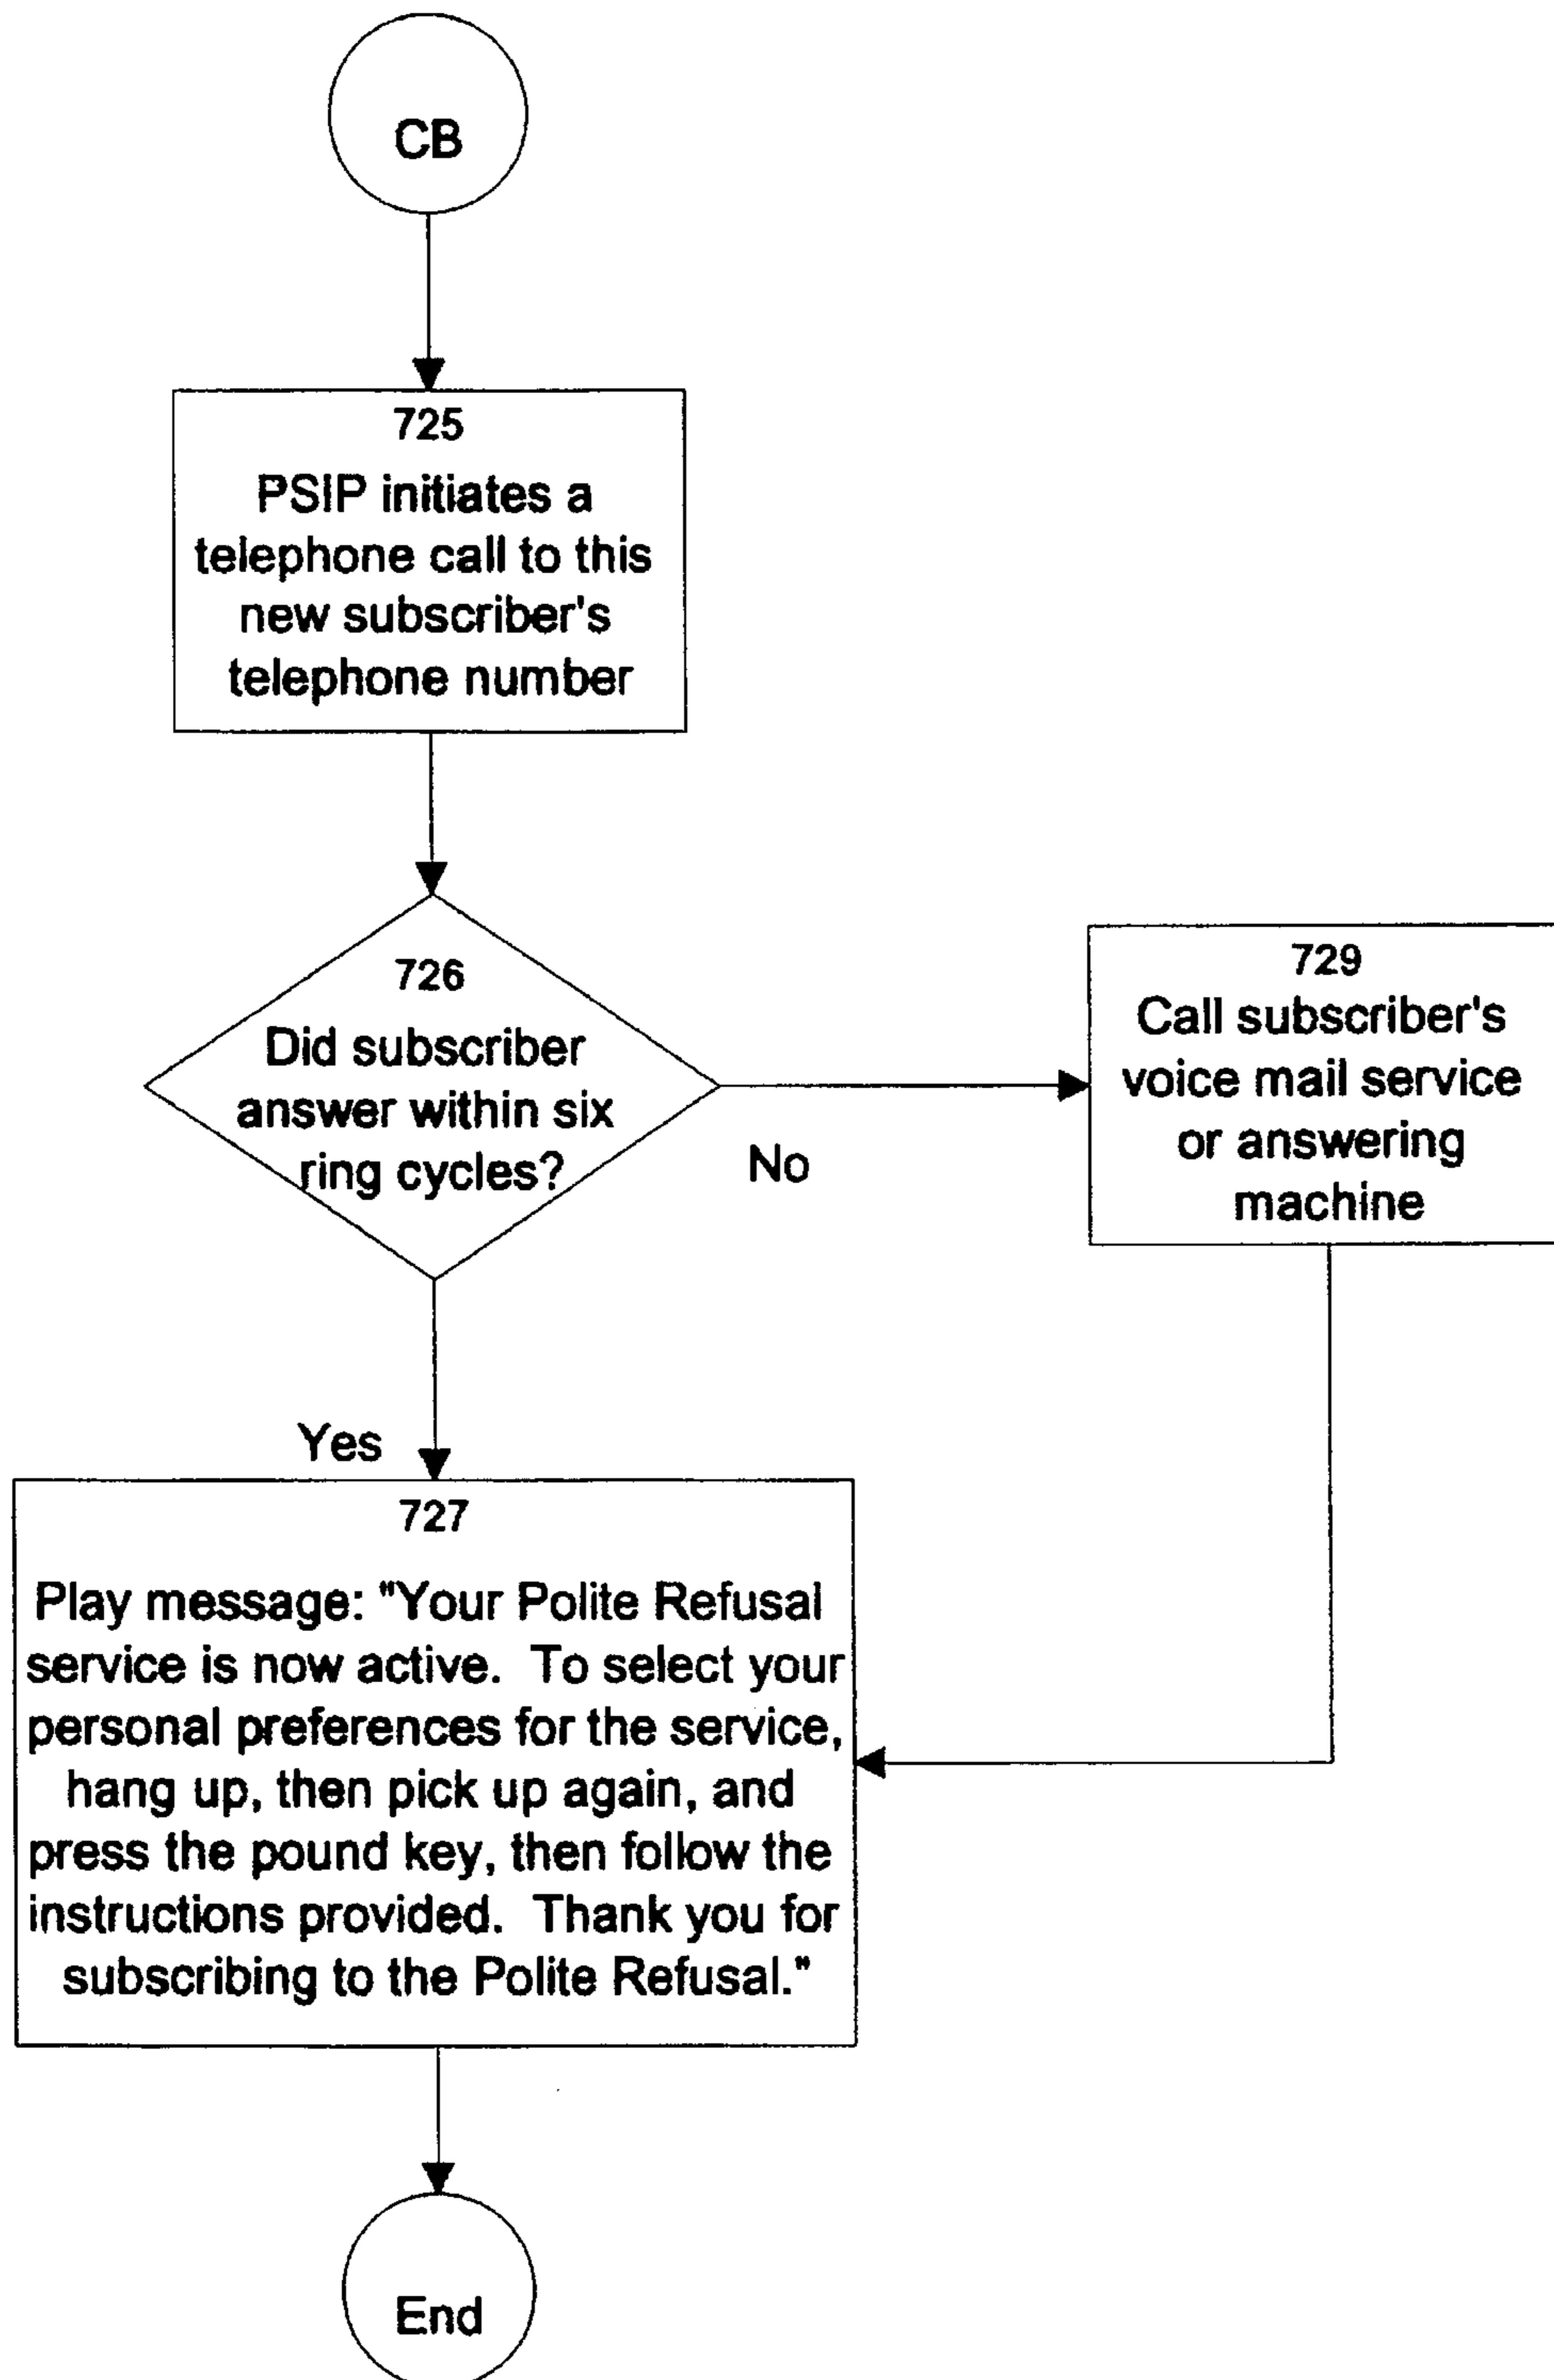 CB
725
PSIP initiates a
telephone call to this
new subscriber's
telephone number
726
Did subscriber
answer within six
ring cycles?
No
729
Call subscriber's
voice mail service
or answering
machine
Yes
727
Play message: "Your Polite Refusal
service is now active.  To select your
personal preferences for the service,
hang up, then pick up again, and
press the pound key, then follow the
instructions provided.  Thank you for
subscribing to the Polite Refusal."
End